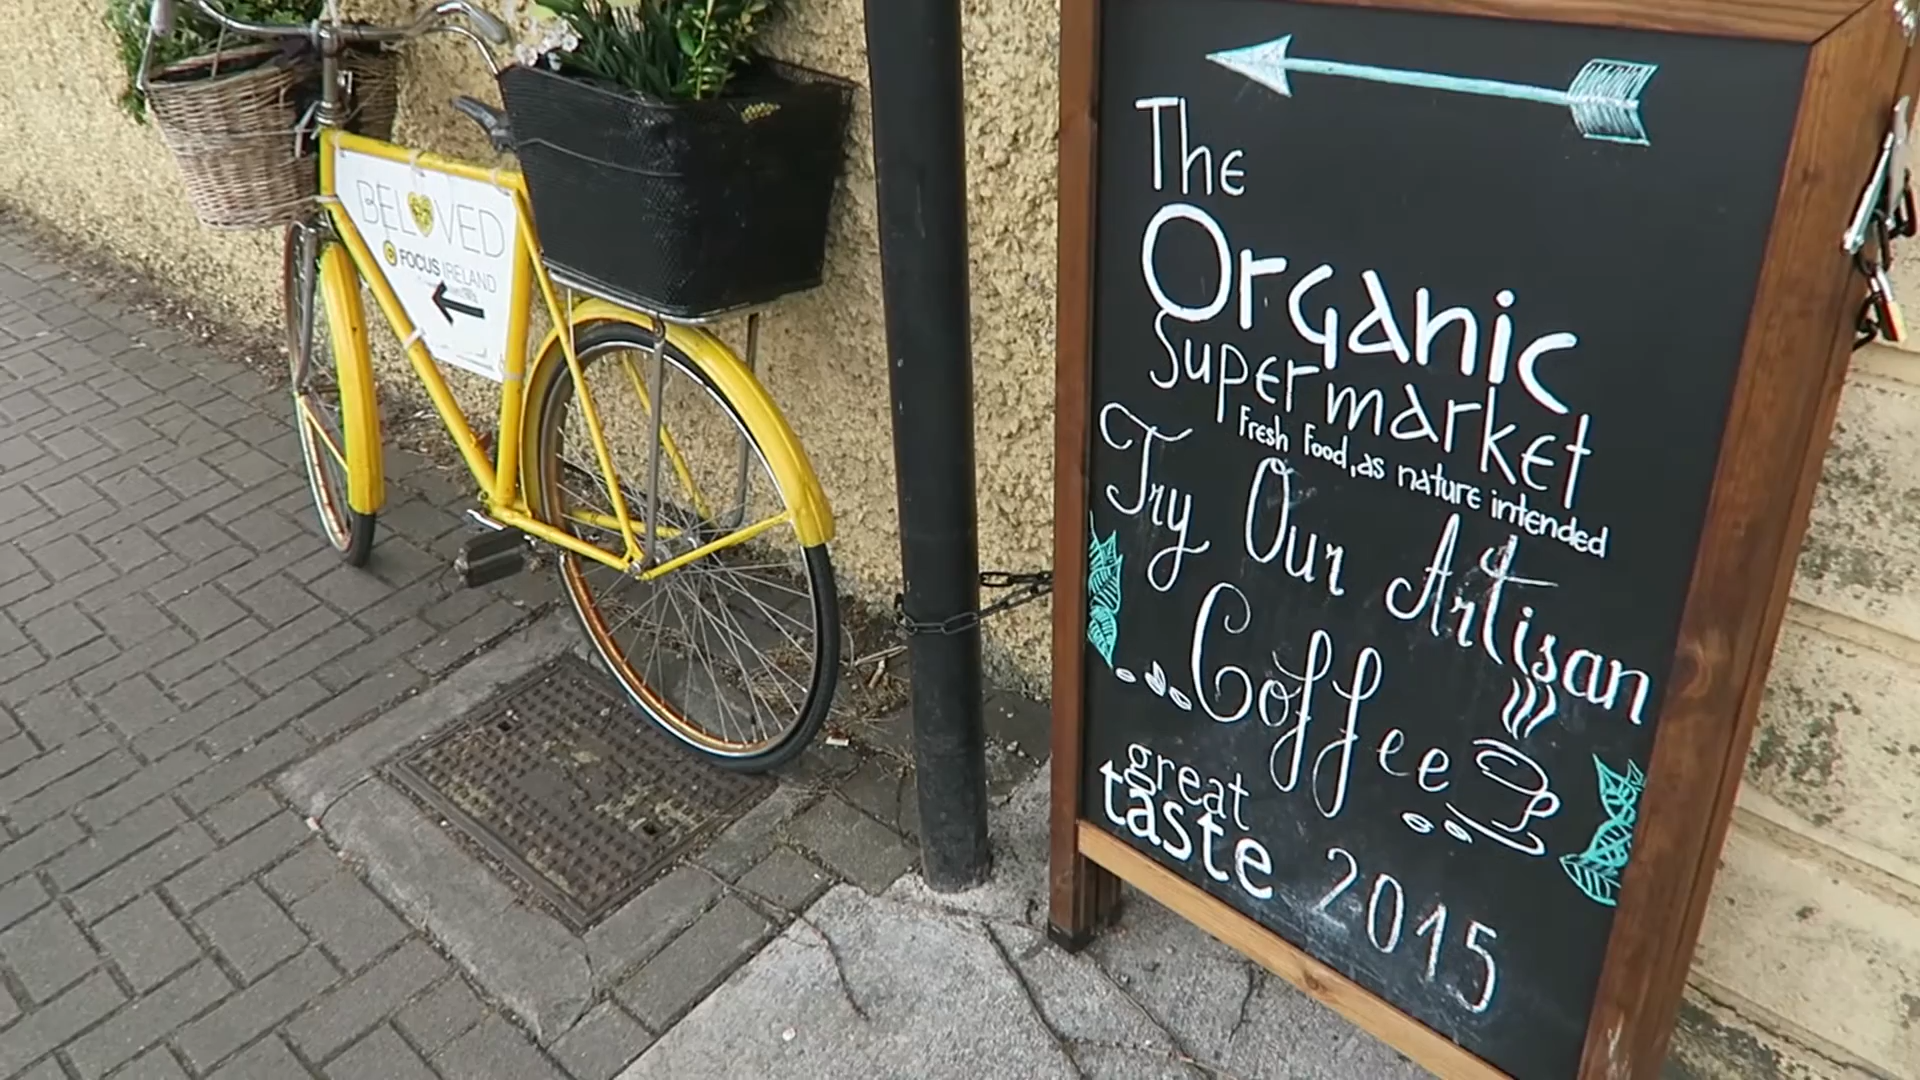 BELOVED
FOCUS IRELAND
The
Organic
Supermarket
Fresh Food, as nature intended
Try Our Artisan
Coffee
great
taste 2015